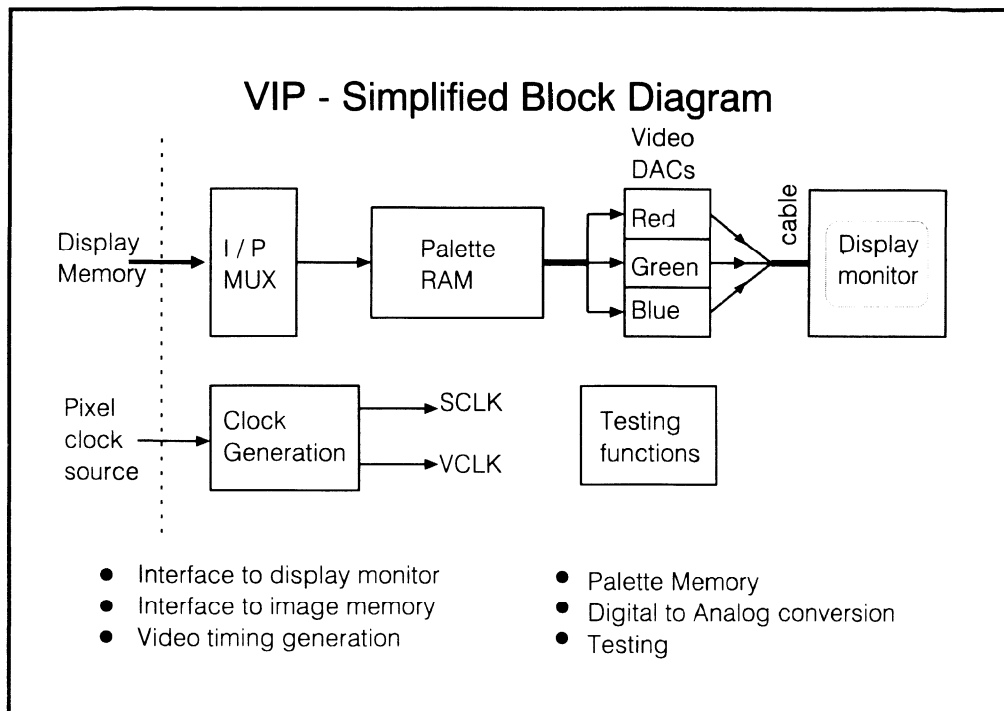 VIP - Simplified Block Diagram
Video
DACs
Display
Memory
I / P
MUX
Palette
RAM
Red
Green
Blue
cable
Display
monitor
Pixel
clock
source
Clock
Generation
SCLK
VCLK
Testing
functions
● Interface to display monitor
● Interface to image memory
● Video timing generation
● Palette Memory
● Digital to Analog conversion
● Testing